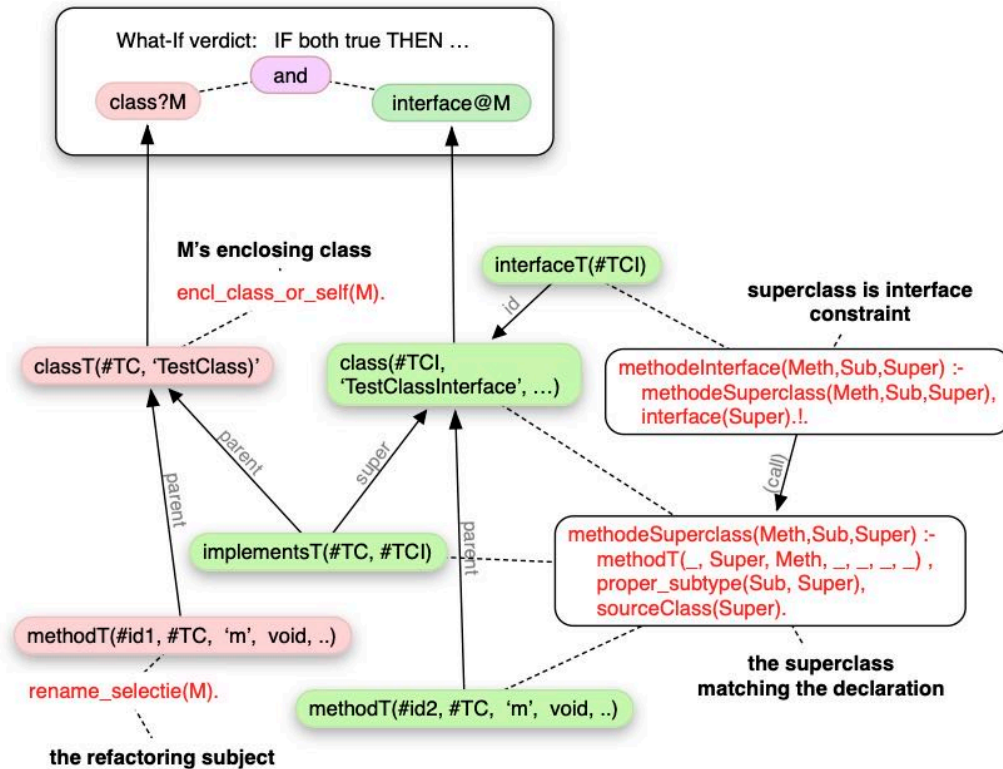 What-If verdict: IF both true THEN …
and
class?M
interface@M
M's enclosing class
encl_class_or_self(M).
interfaceT(#TCI)
id
superclass is interface
constraint
classT(#TC, 'TestClass)'
class(#TCI,
'TestClassInterface', …)
methodeInterface(Meth,Sub,Super) :-
methodeSuperclass(Meth,Sub,Super),
interface(Super).!.
parent
parent
super
parent
(call)
implementsT(#TC, #TCI)
methodeSuperclass(Meth,Sub,Super) :-
methodT(_, Super, Meth, _, _, _, _) ,
proper_subtype(Sub, Super),
sourceClass(Super).
methodT(#id1, #TC, 'm', void, ..)
rename_selectie(M).
the refactoring subject
methodT(#id2, #TC, 'm', void, ..)
the superclass
matching the declaration